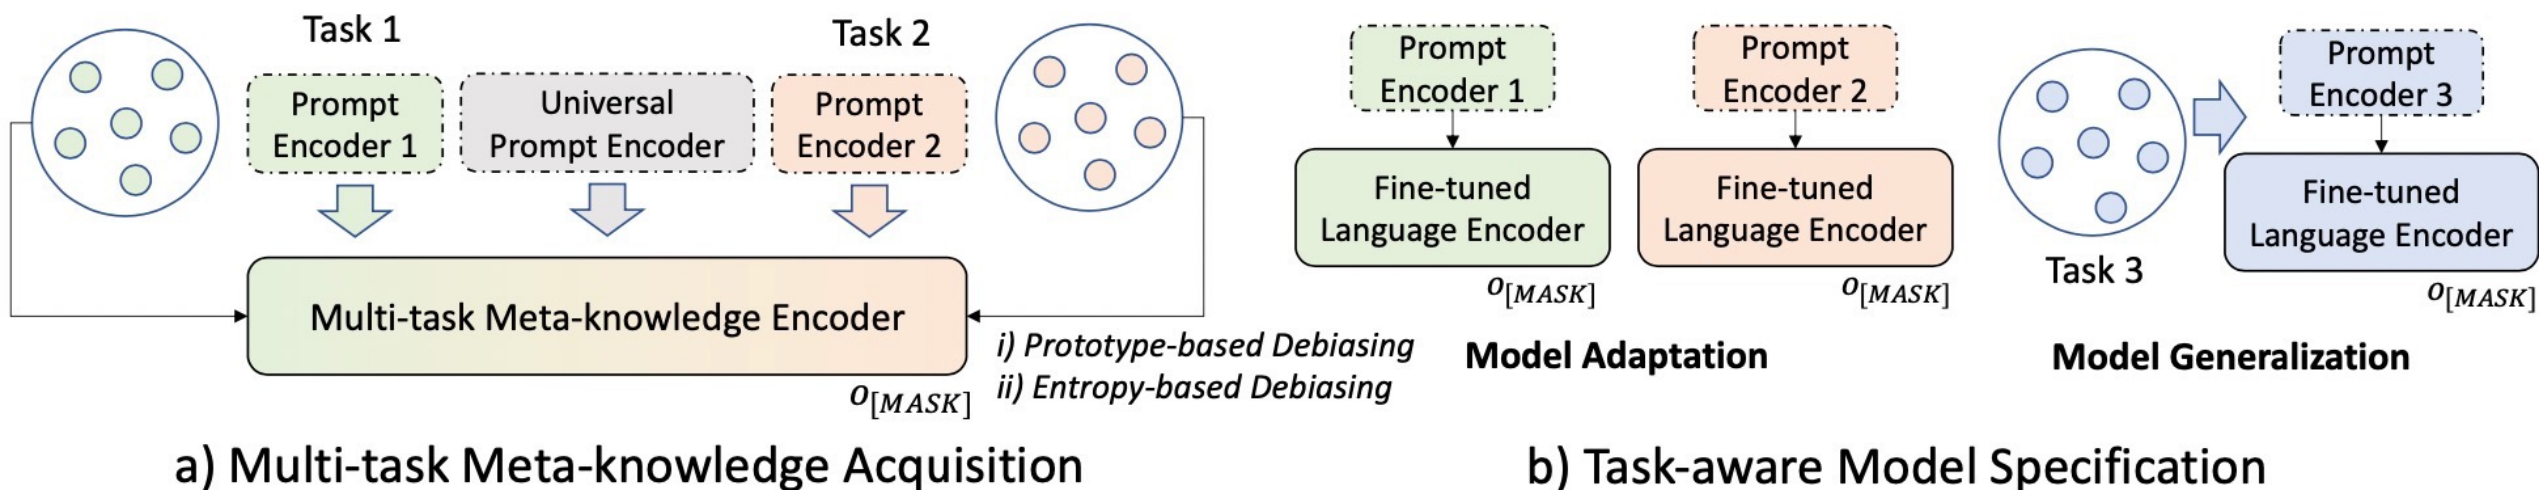 Task 1
Task 2
Prompt
Encoder 1
Universal
Prompt Encoder
Prompt
Encoder 2
Multi-task Meta-knowledge Encoder
O[MASK]
i) Prototype-based Debiasing
ii) Entropy-based Debiasing
a) Multi-task Meta-knowledge Acquisition
Prompt
Encoder 1
Fine-tuned
Language Encoder
O[MASK]
Prompt
Encoder 2
Fine-tuned
Language Encoder
O[MASK]
Model Adaptation
Task 3
Prompt
Encoder 3
Fine-tuned
Language Encoder
O[MASK]
Model Generalization
b) Task-aware Model Specification